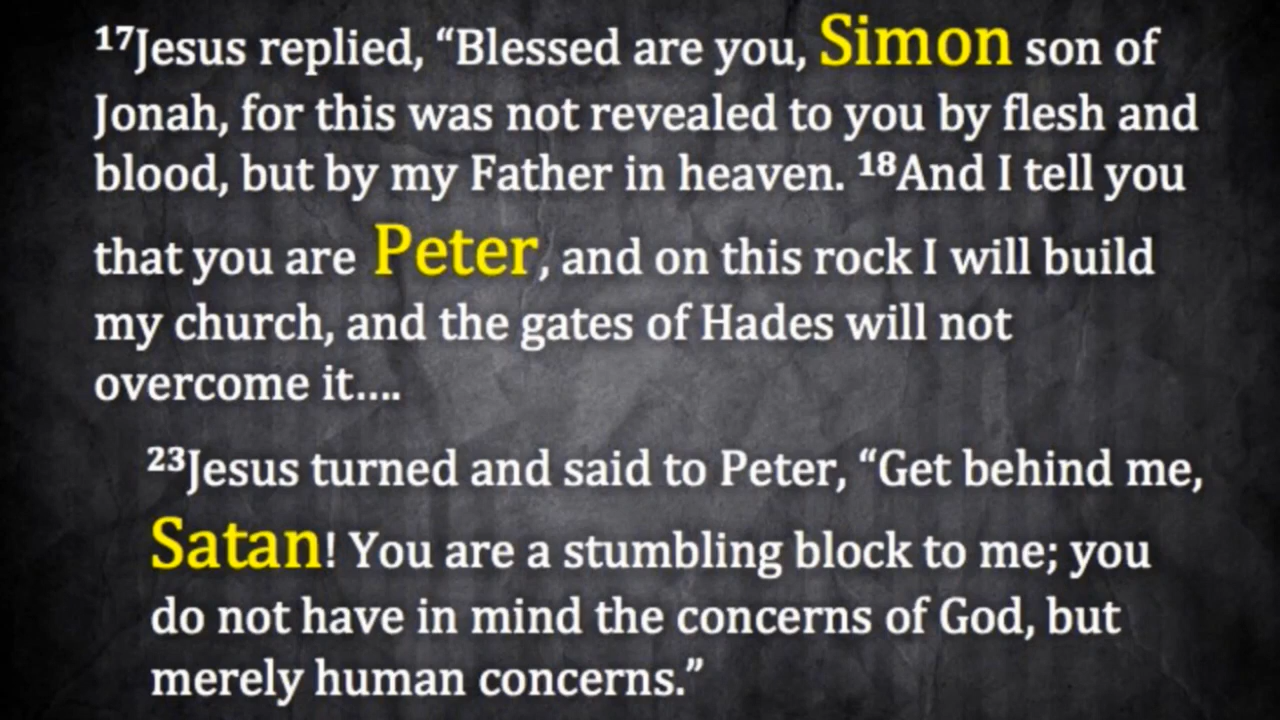 ¹⁷Jesus replied, “Blessed are you, Simon son of
Jonah, for this was not revealed to you by flesh and
blood, but by my Father in heaven. ¹⁸And I tell you
that you are Peter, and on this rock I will build
my church, and the gates of Hades will not
overcome it....
²³Jesus turned and said to Peter, “Get behind me,
Satan! You are a stumbling block to me; you
do not have in mind the concerns of God, but
merely human concerns.”